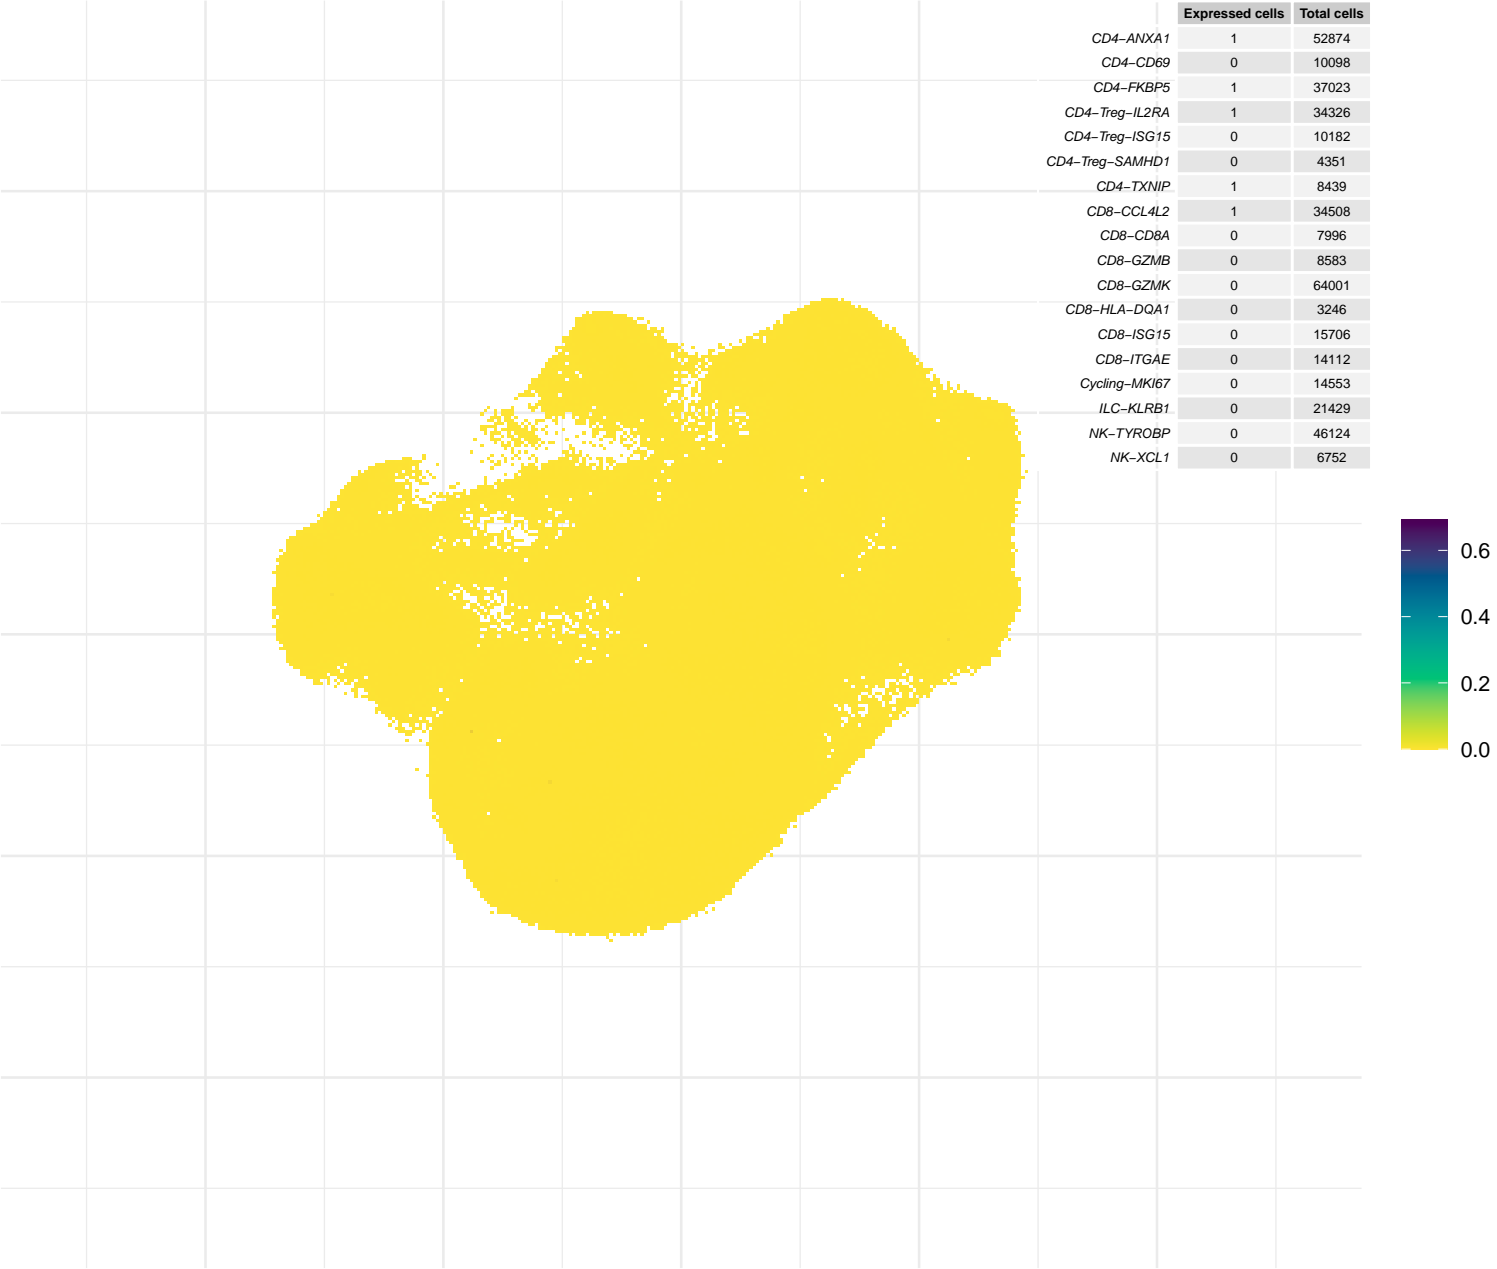 Expressed cells Total cells
CD4−ANXA1 1 52874
CD4−CD69 0 10098
CD4−FKBP5 1 37023
CD4−Treg−IL2RA 1 34326
CD4−Treg−ISG15 0 10182
CD4−Treg−SAMHD1 0 4351
CD4−TXNIP 1 8439
CD8−CCL4L2 1 34508
CD8−CD8A 0 7996
CD8−GZMB 0 8583
CD8−GZMK 0 64001
CD8−HLA−DQA1 0 3246
CD8−ISG15 0 15706
CD8−ITGAE 0 14112
Cycling−MKI67 0 14553
ILC−KLRB1 0 21429
NK−TYROBP 0 46124
NK−XCL1 0 6752
0.6
0.4
0.2
0.0